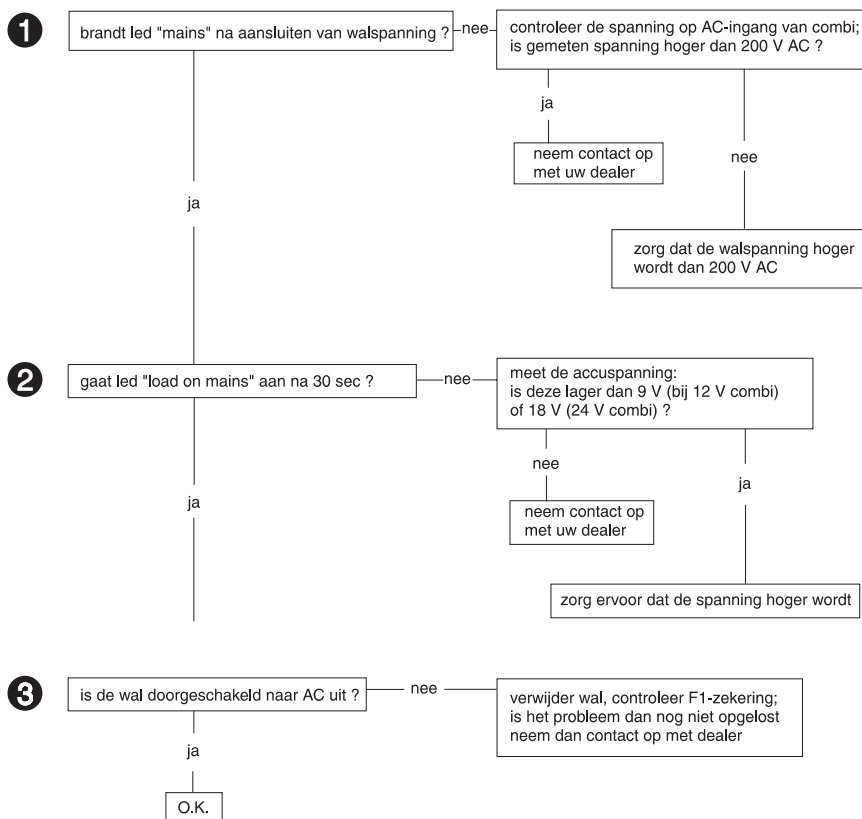 1
brandt led "mains" na aansluiten van walspanning ?
nee
controleer de spanning op AC-ingang van combi;
is gemeten spanning hoger dan 200 V AC ?
ja
neem contact op
met uw dealer
nee
ja
zorg dat de walspanning hoger
wordt dan 200 V AC
2
gaat led "load on mains" aan na 30 sec ?
nee
meet de accuspanning:
is deze lager dan 9 V (bij 12 V combi)
of 18 V (24 V combi) ?
nee
neem contact op
met uw dealer
ja
ja
zorg ervoor dat de spanning hoger wordt
3
is de wal doorgeschakeld naar AC uit ?
nee
verwijder wal, controleer F1-zekering;
is het probleem dan nog niet opgelost
neem dan contact op met dealer
ja
O.K.